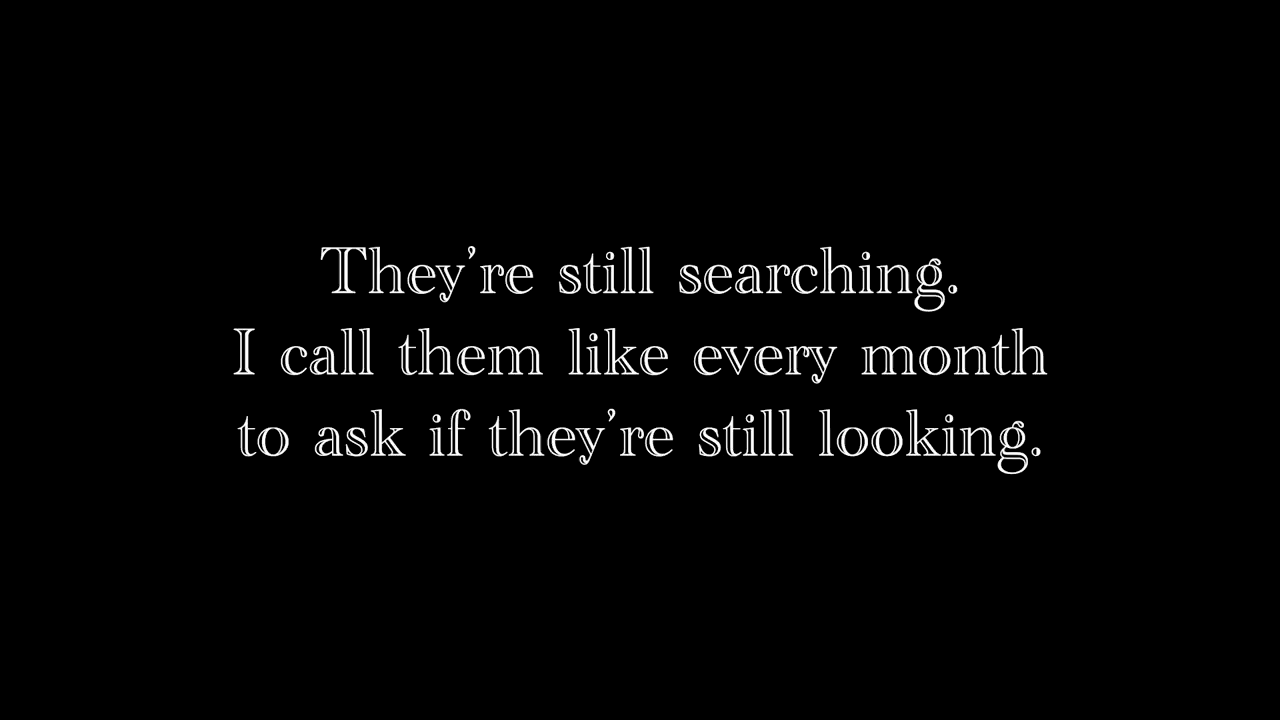 They’re still searching.
I call them like every month
to ask if they’re still looking.